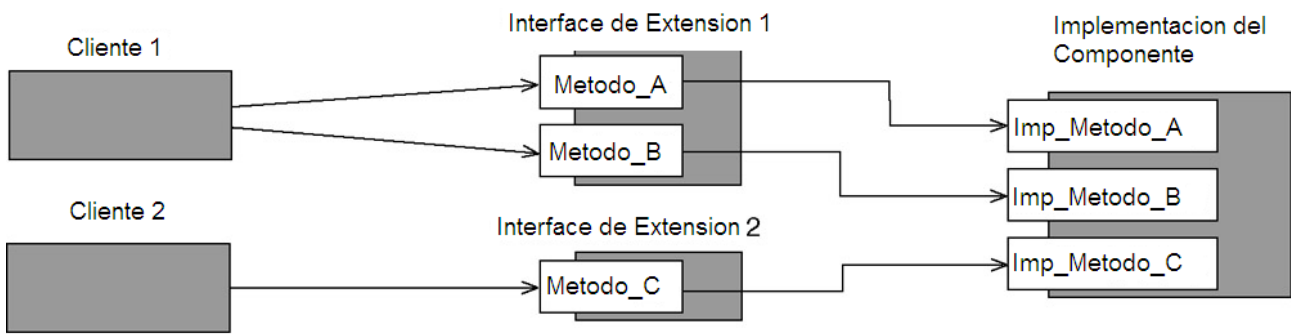 Cliente 1
Interface de Extension 1
Implementacion del
Componente
Metodo_A
Metodo_B
Imp_Metodo_A
Imp_Metodo_B
Imp_Metodo_C
Cliente 2
Interface de Extension 2
Metodo_C